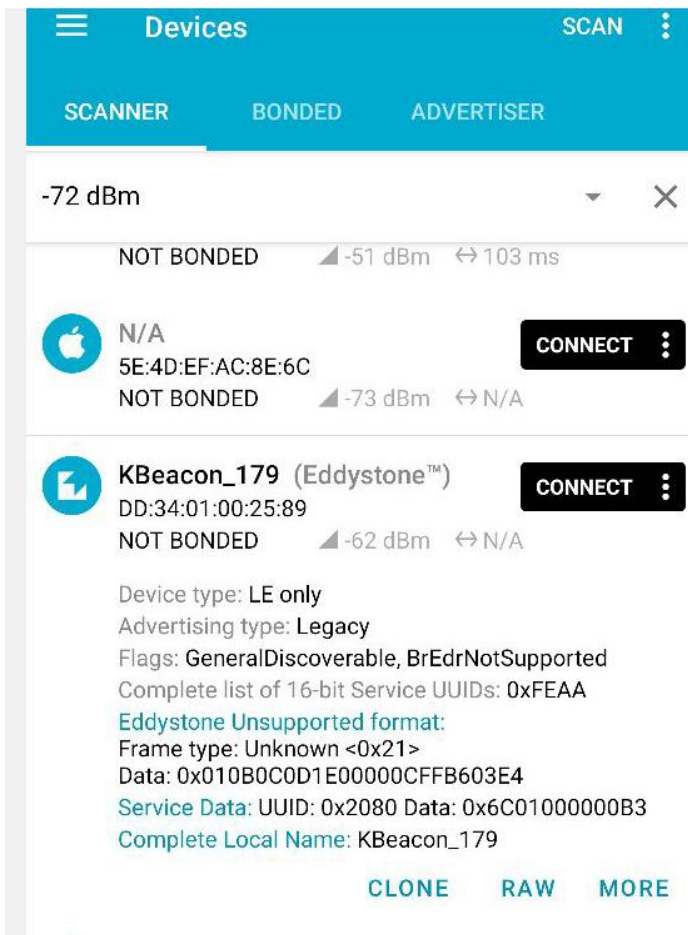 Devices
SCAN
SCANNER BONDED ADVERTISER
-72 dBm
NOT BONDED -51 dBm 103 ms
N/A
CONNECT
5E:4D:EF:AC:8E:6C
NOT BONDED -73 dBm N/A
KBeacon_179 (Eddystone™)
CONNECT
DD:34:01:00:25:89
NOT BONDED -62 dBm N/A
Device type: LE only
Advertising type: Legacy
Flags: GeneralDiscoverable, BrEdrNotSupported
Complete list of 16-bit Service UUIDs: 0xFEAA
Eddystone Unsupported format:
Frame type: Unknown <0x21>
Data: 0x010B0C0D1E00000CFFB603E4
Service Data: UUID: 0x2080 Data: 0x6C01000000B3
Complete Local Name: KBeacon_179
CLONE RAW MORE